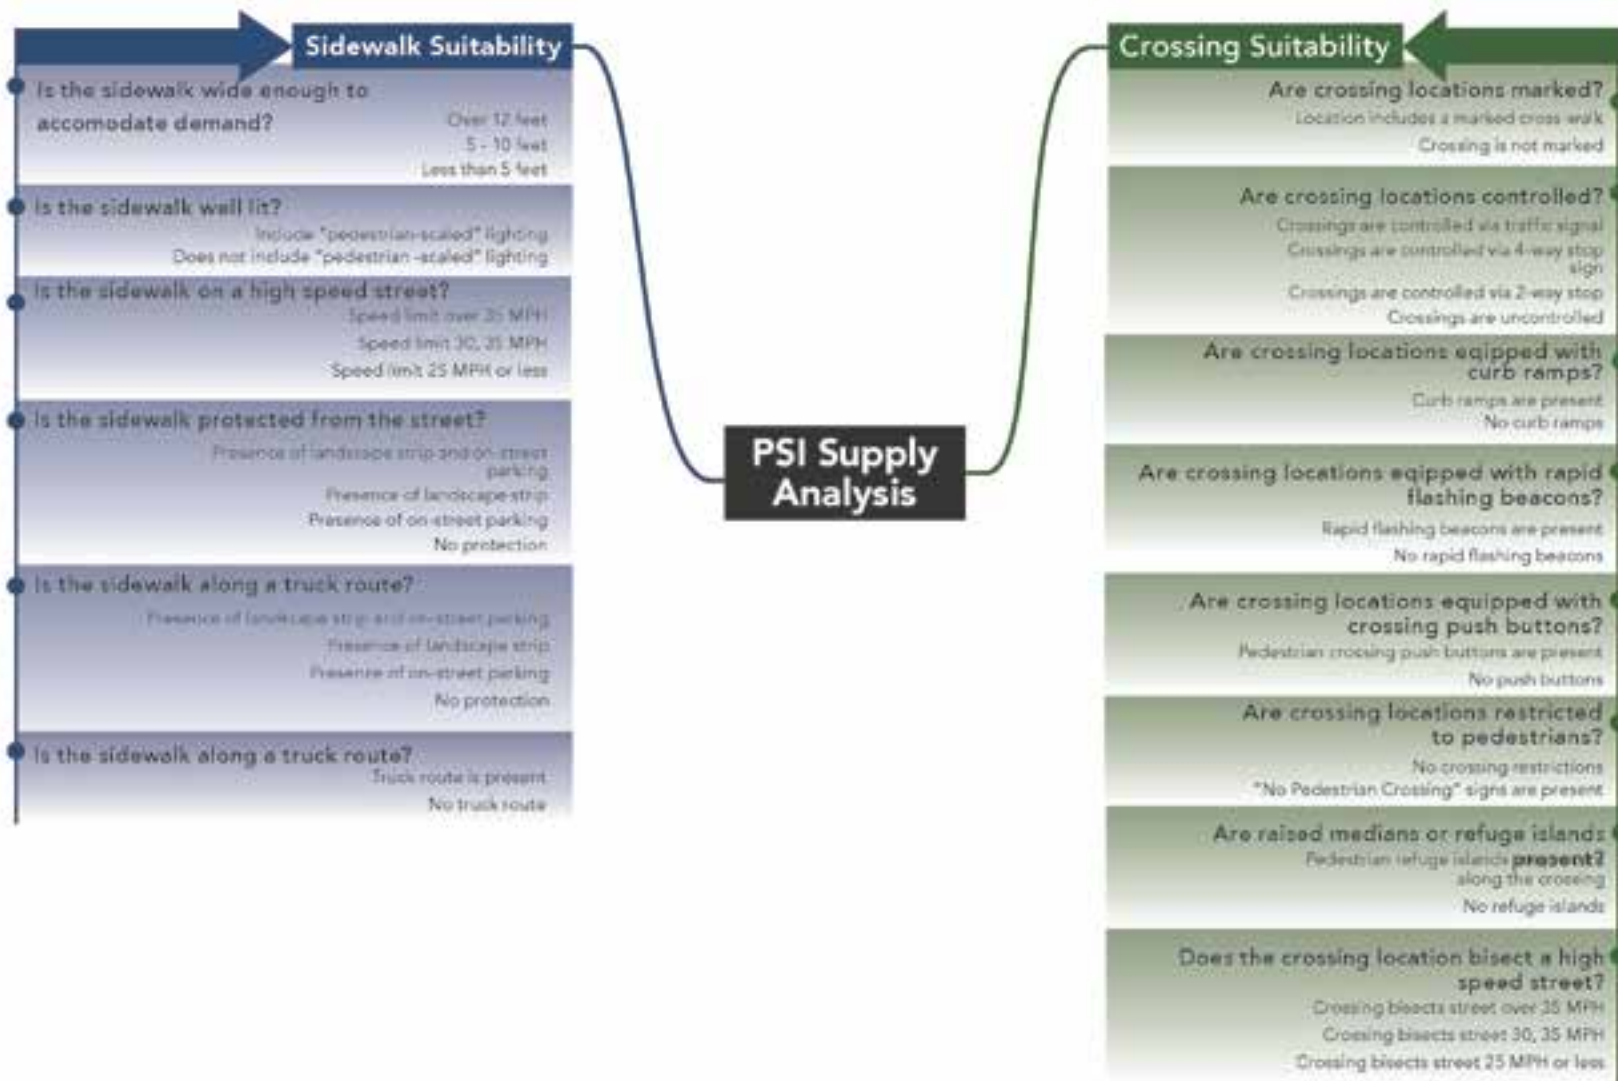 Sidewalk Suitability
Is the sidewalk wide enough to
accomodate demand?
Over 12 feet
5 - 10 feet
Less than 5 feet
Is the sidewalk well lit?
Include "pedestrian-scaled" lighting
Does not include "pedestrian -scaled" lighting
Is the sidewalk on a high speed street?
Speed limit over 35 MPH
Speed limit 30, 35 MPH
Speed limit 25 MPH or less
Is the sidewalk protected from the street?
Presence of landscape strip and on-street
parking
Presence of landscape strip
Presence of on-street parking
No protection
Is the sidewalk along a truck route?
Presence of landscape strip and on-street parking
Presence of landscape strip
Presence of on-street parking
No protection
Is the sidewalk along a truck route?
Truck route is present
No truck route
PSI Supply
Analysis
Crossing Suitability
Are crossing locations marked?
Location includes a marked cross-walk
Crossing is not marked
Are crossing locations controlled?
Crossings are controlled via traffic signal
Crossings are controlled via 4-way stop
sign
Crossings are controlled via 2-way stop
Crossings are uncontrolled
Are crossing locations eqipped with
curb ramps?
Curb ramps are present
No curb ramps
Are crossing locations eqipped with rapid
flashing beacons?
Rapid flashing beacons are present
No rapid flashing beacons
Are crossing locations equipped with
crossing push buttons?
Pedestrian crossing push buttons are present
No push buttons
Are crossing locations restricted
to pedestrians?
No crossing restrictions
"No Pedestrian Crossing" signs are present
Are raised medians or refuge islands
present?
Pedestrian refuge islands
along the crossing
No refuge islands
Does the crossing location bisect a high
speed street?
Crossing bisects street over 35 MPH
Crossing bisects street 30, 35 MPH
Crossing bisects street 25 MPH or less